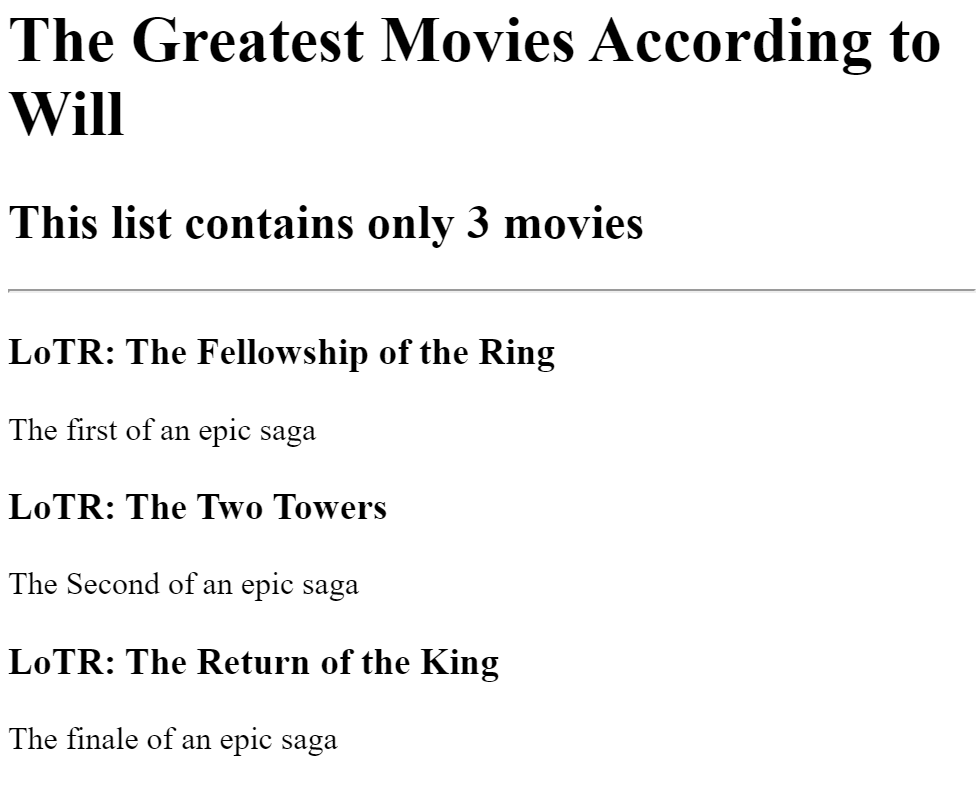 The Greatest Movies According to
Will
This list contains only 3 movies
LoTR: The Fellowship of the Ring
The first of an epic saga
LoTR: The Two Towers
The Second of an epic saga
LoTR: The Return of the King
The finale of an epic saga